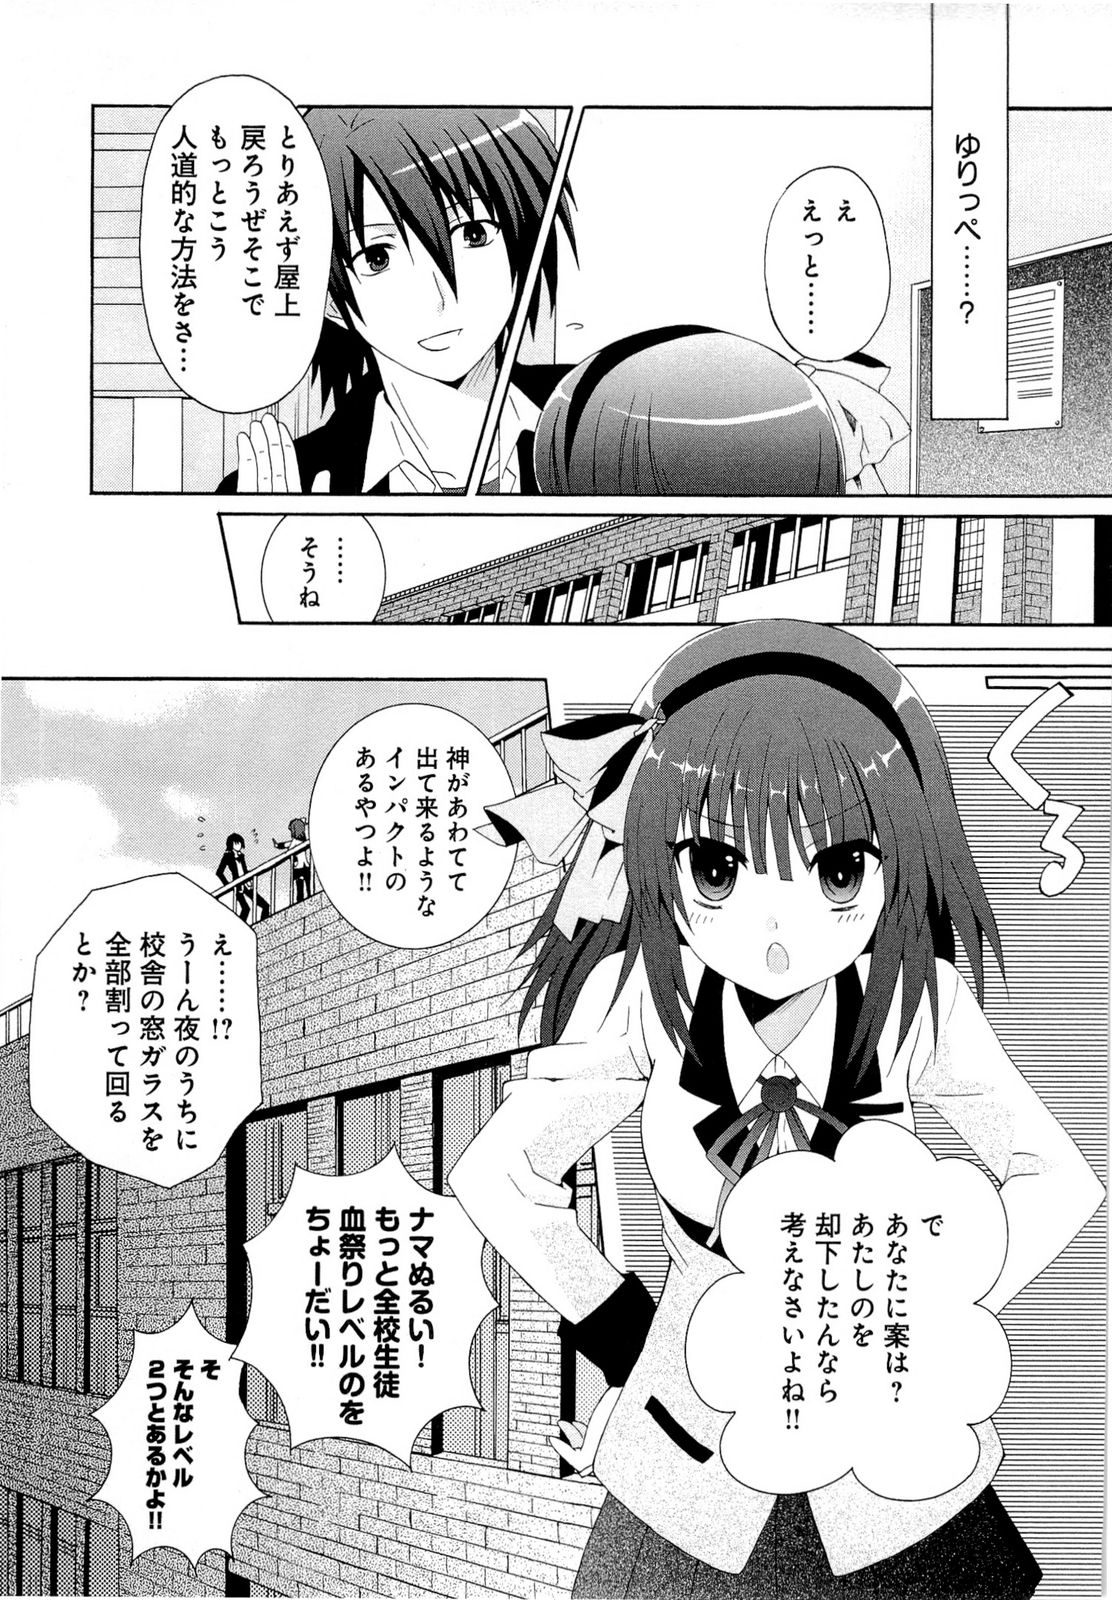 ゆりっぺ……?
え
えっと……
とりあえず屋上
戻ろうぜそこで
もっとこう
人道的な方法をさ…
……
そうね
くるっ
で
あなたに案は?
あたしのを
却下したんなら
考えなさいよね!!
神があわてて
出て来るような
インパクトの
あるやつよ!!
え……!?
うーん夜のうちに
校舎の窓ガラスを
全部割って回る
とか?
ナマぬるい!
もっと全校生徒
血祭りレベルのを
ちょーだい!!
そ
そんなレベル
2つとあるかよ!!